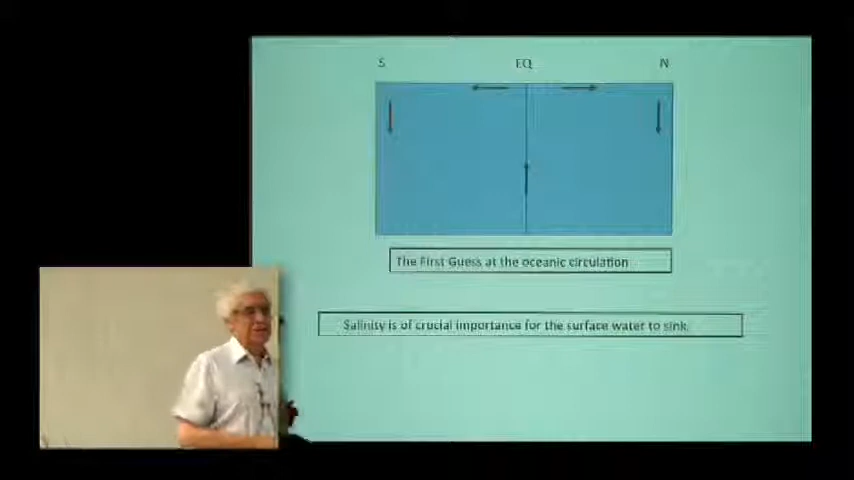 S EQ N
The First Guess at the oceanic circulation
Salinity is of crucial importance for the surface water to sink.